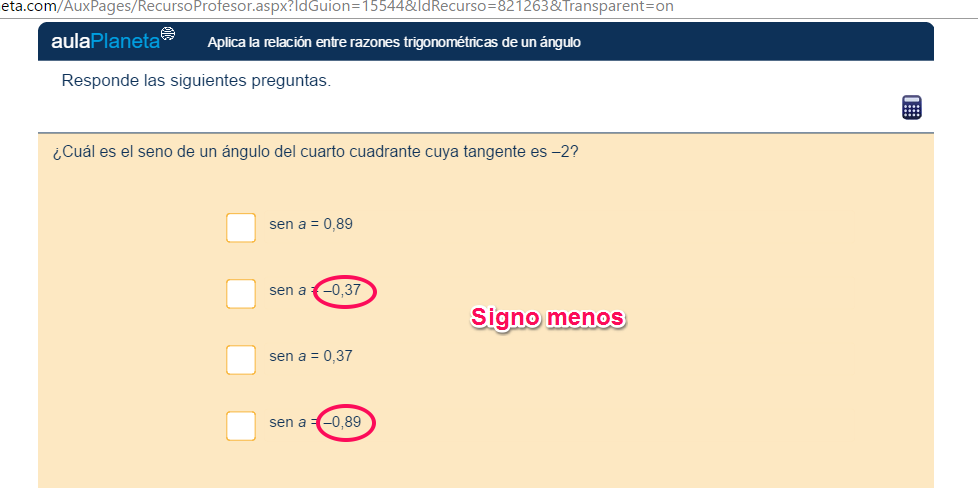 eta.com/AuxPages/RecursoProfesor.aspx?IdGuion=15544&IdRecurso=821263&Transparent=on
aulaPlaneta Aplica la relación entre razones trigonométricas de un ángulo
Responde las siguientes preguntas.
¿Cuál es el seno de un ángulo del cuarto cuadrante cuya tangente es –2?
sen a = 0,89
sen a = –0,37
Signo menos
sen a = 0,37
sen a = –0,89